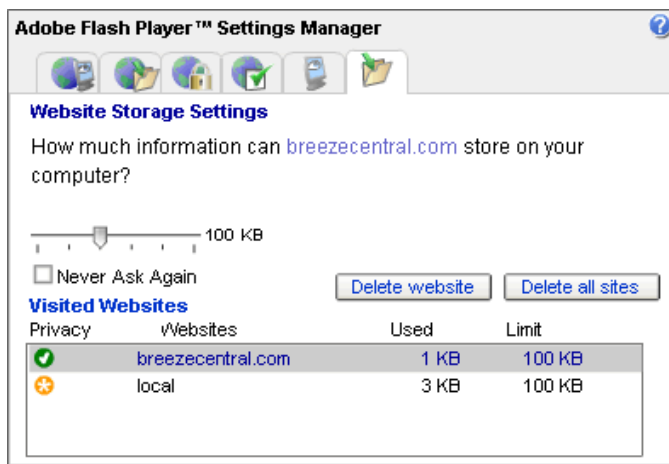 Adobe Flash Player™ Settings Manager
?
Website Storage Settings
How much information can breezecentral.com store on your
computer?
100 KB
Never Ask Again
Delete website Delete all sites
Visited Websites
Privacy Websites Used Limit
breezecentral.com 1 KB 100 KB
local 3 KB 100 KB